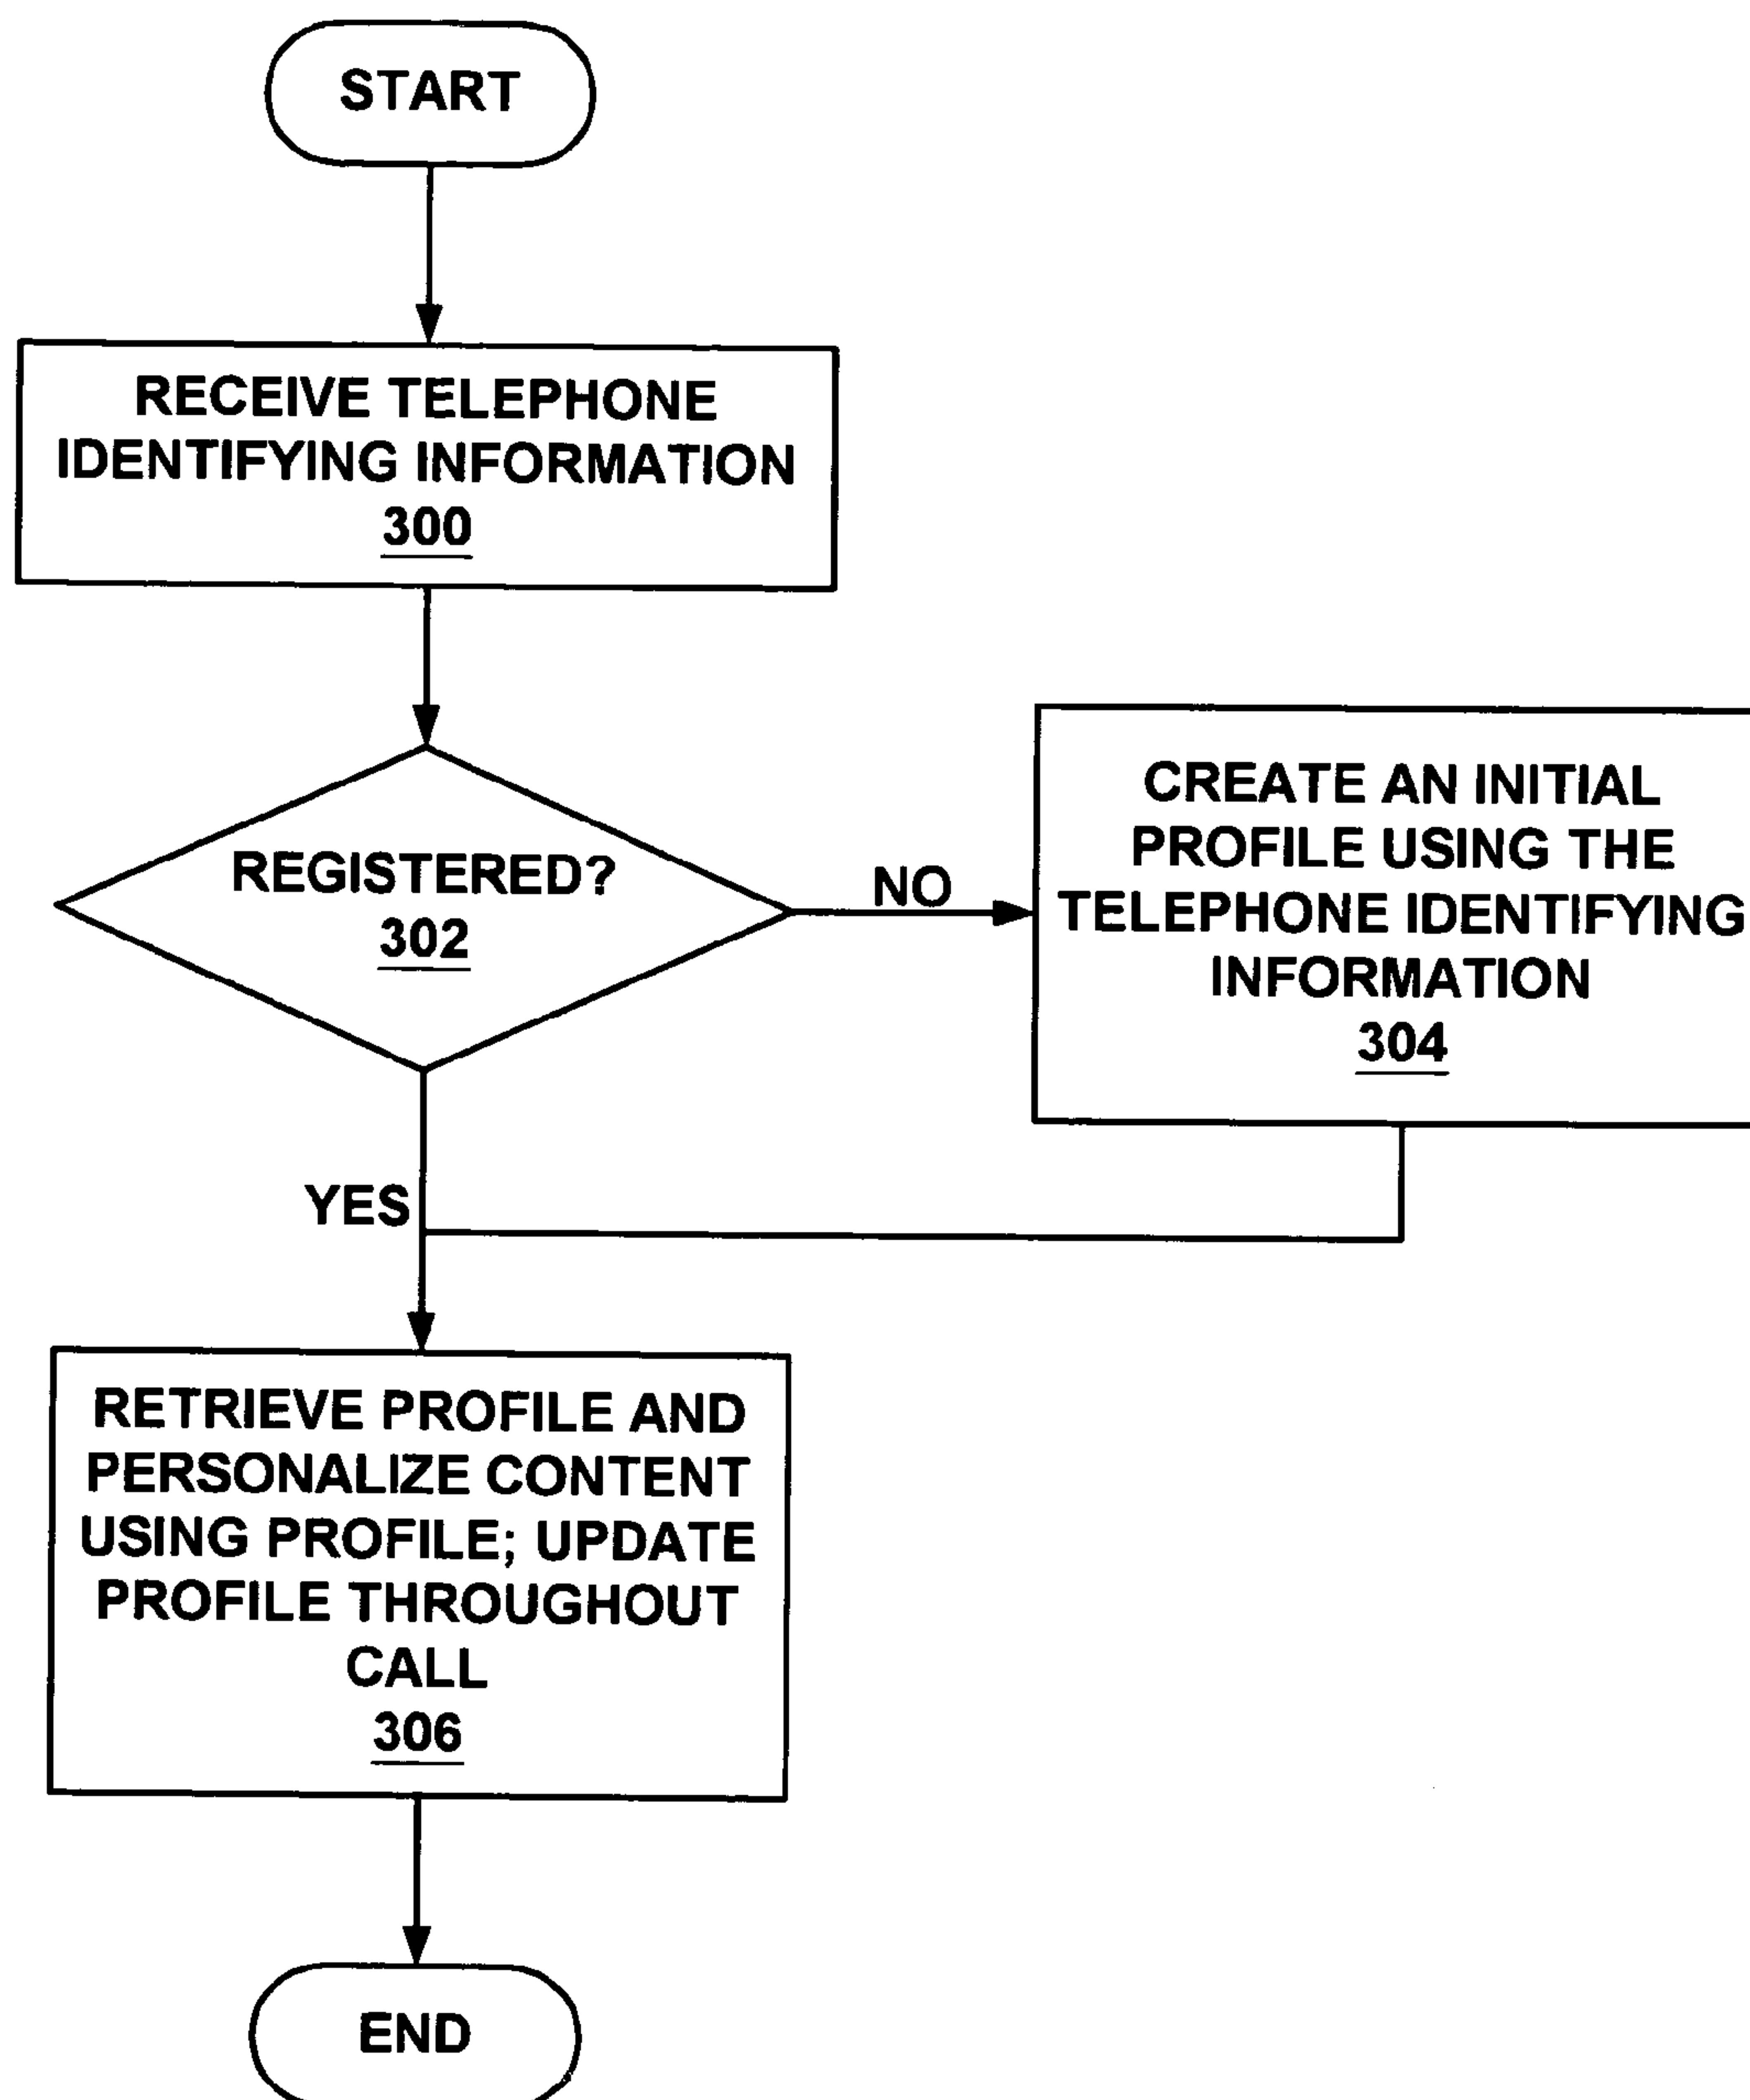 START
RECEIVE TELEPHONE
IDENTIFYING INFORMATION
300
REGISTERED?
302
NO
CREATE AN INITIAL
PROFILE USING THE
TELEPHONE IDENTIFYING
INFORMATION
304
YES
RETRIEVE PROFILE AND
PERSONALIZE CONTENT
USING PROFILE; UPDATE
PROFILE THROUGHOUT
CALL
306
END